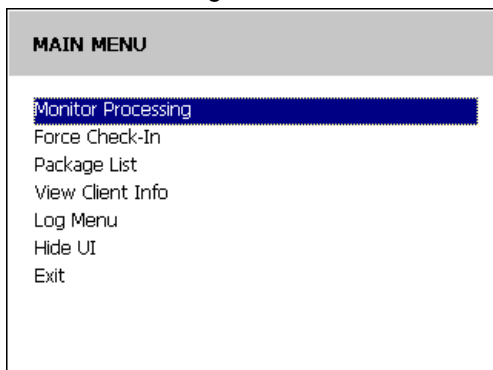 MAIN MENU
Monitor Processing
Force Check-In
Package List
View Client Info
Log Menu
Hide UI
Exit